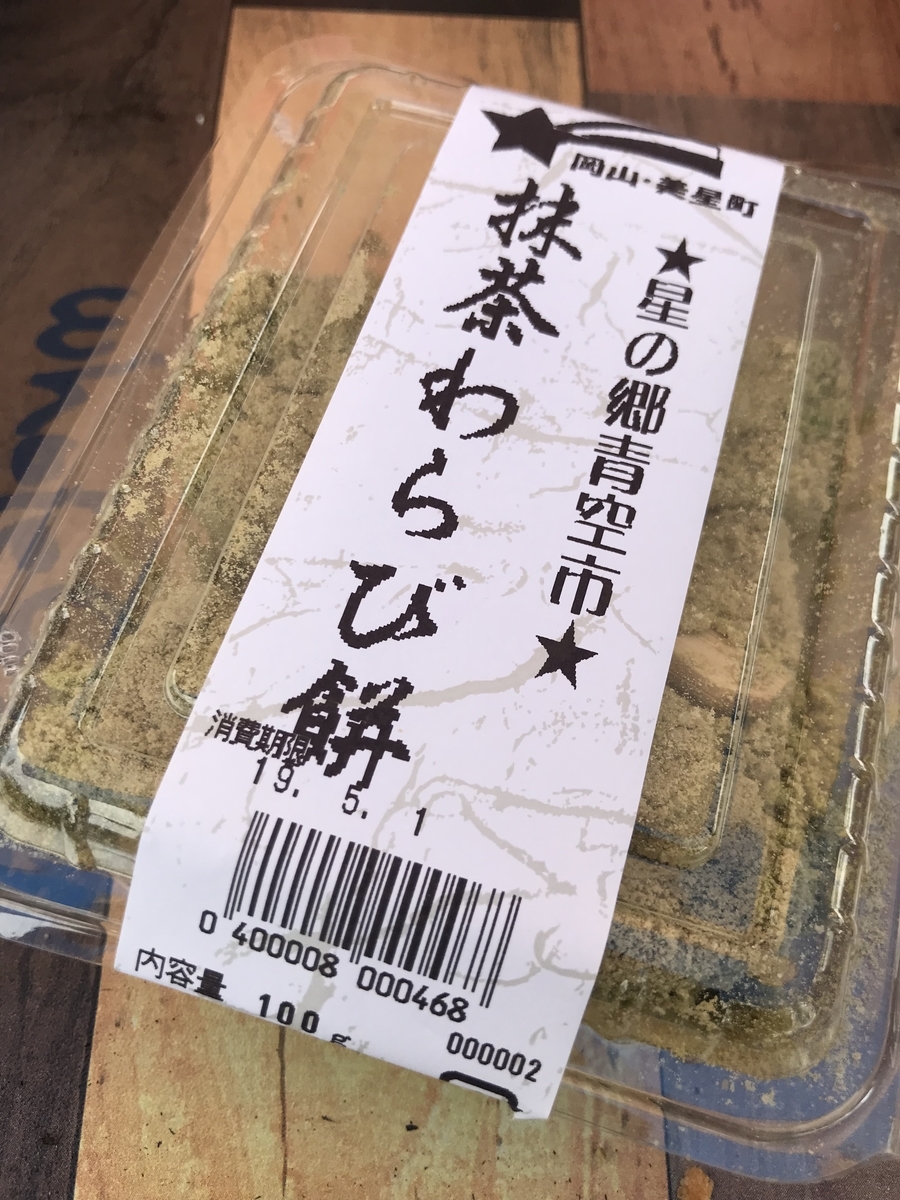 岡山・美星町
★星の郷青空市★
抹茶わらび餅
消費期限
19. 5. 1
0 400008 000468
内容量 100g
000002